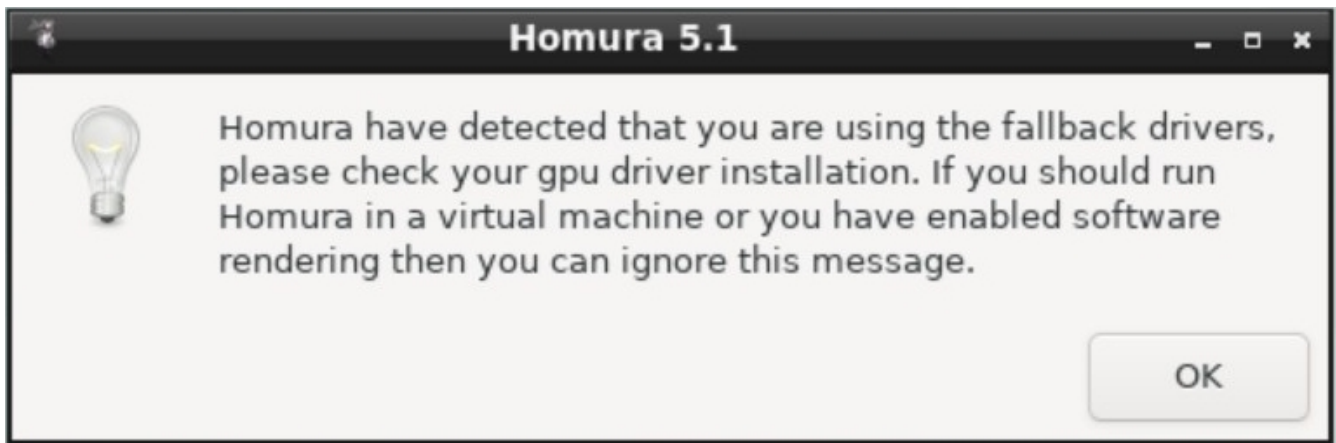 Homura 5.1
Homura have detected that you are using the fallback drivers,
please check your gpu driver installation. If you should run
Homura in a virtual machine or you have enabled software
rendering then you can ignore this message.
OK